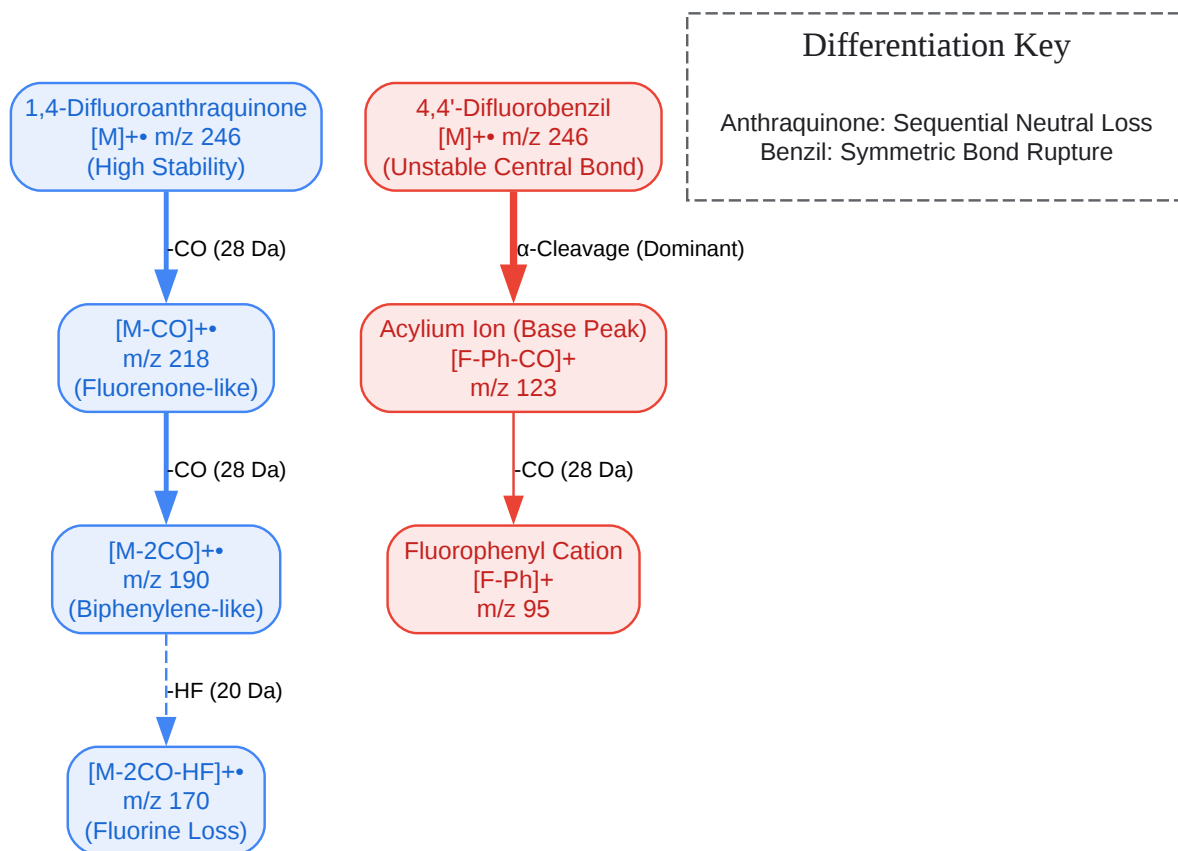 Differentiation Key
Anthraquinone: Sequential Neutral Loss
Benzil: Symmetric Bond Rupture
1,4-Difluoroanthraquinone
[M]+• m/z 246
(High Stability)
-CO (28 Da)
[M-CO]+•
m/z 218
(Fluorenone-like)
-CO (28 Da)
[M-2CO]+•
m/z 190
(Biphenylene-like)
-HF (20 Da)
[M-2CO-HF]+•
m/z 170
(Fluorine Loss)
4,4'-Difluorobenzil
[M]+• m/z 246
(Unstable Central Bond)
α-Cleavage (Dominant)
Acylium Ion (Base Peak)
[F-Ph-CO]+
m/z 123
-CO (28 Da)
Fluorophenyl Cation
[F-Ph]+
m/z 95